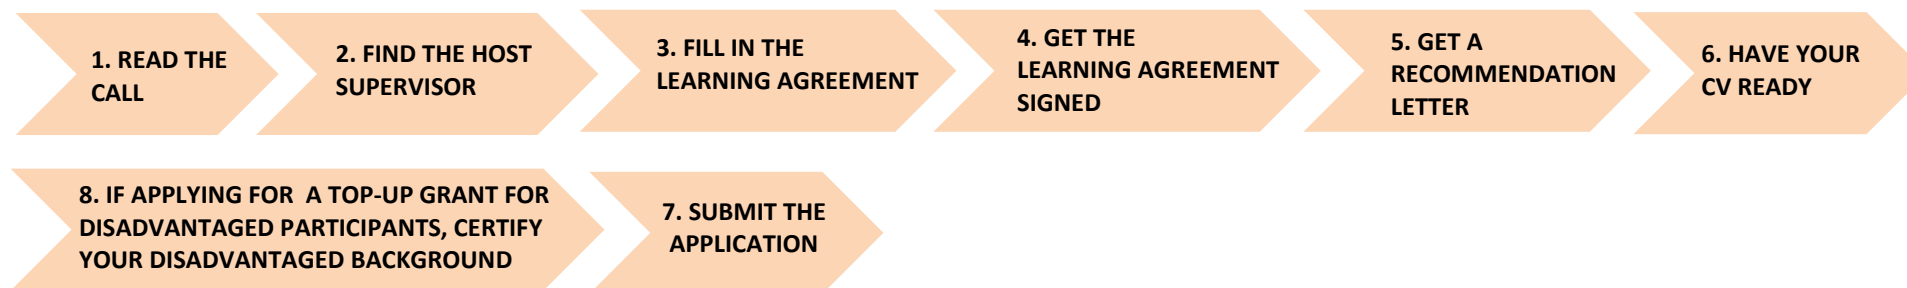 1. READ THE
CALL
2. FIND THE HOST
SUPERVISOR
3. FILL IN THE
LEARNING AGREEMENT
4. GET THE
LEARNING AGREEMENT
SIGNED
5. GET A
RECOMMENDATION
LETTER
6. HAVE YOUR
CV READY
8. IF APPLYING FOR A TOP-UP GRANT FOR
DISADVANTAGED PARTICIPANTS, CERTIFY
YOUR DISADVANTAGED BACKGROUND
7. SUBMIT THE
APPLICATION